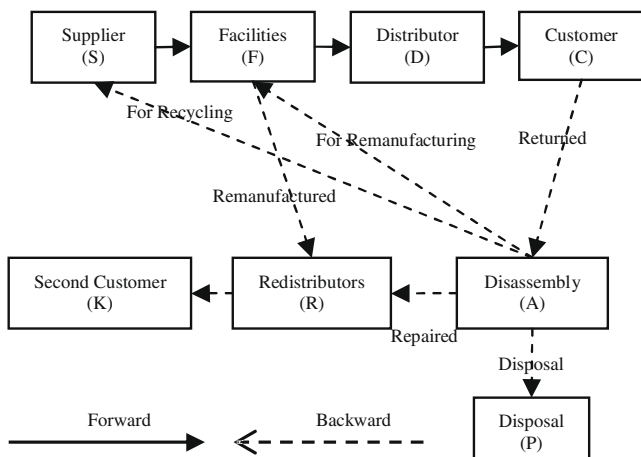 Supplier
(S)
Facilities
(F)
Distributor
(D)
Customer
(C)
For Recycling
For Remanufacturing
Returned
Remanufactured
Second Customer
(K)
Redistributors
(R)
Disassembly
(A)
Repaired
Disposal
Disposal
(P)
Forward
Backward